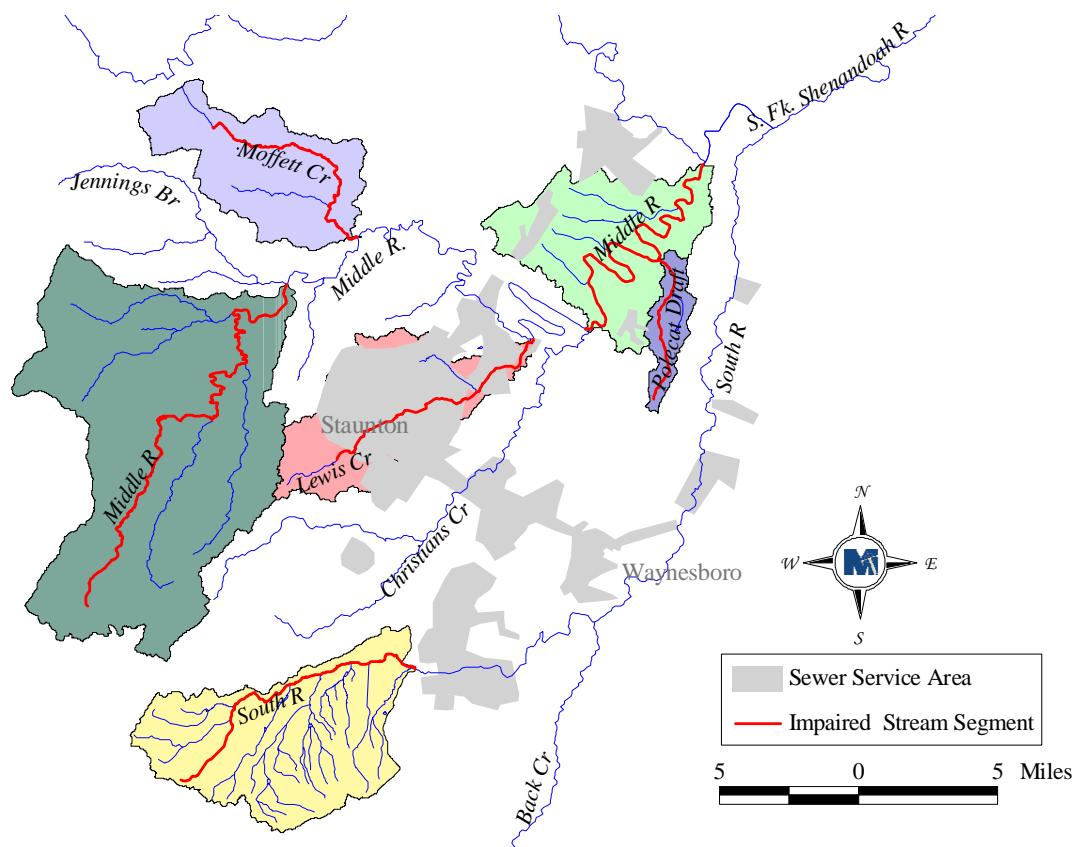 S. Fk. Shenandoah R
Moffett Cr
Jennings Br
Middle R
Middle R.
Polecat Draft
South R
Staunton
Lewis Cr
Middle R
Christians Cr
Waynesboro
N
W
E
S
M
South R
Back Cr
Sewer Service Area
Impaired Stream Segment
5 0 5 Miles